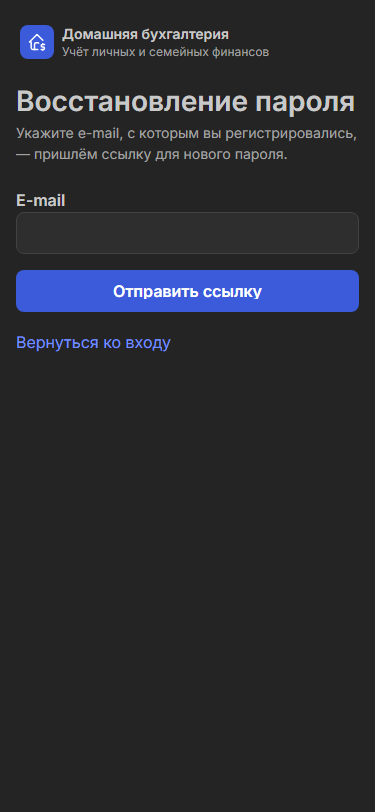 Домашняя бухгалтерия
Учёт личных и семейных финансов
Восстановление пароля
Укажите e-mail, с которым вы регистрировались,
— пришлём ссылку для нового пароля.
E-mail
Отправить ссылку
Вернуться ко входу